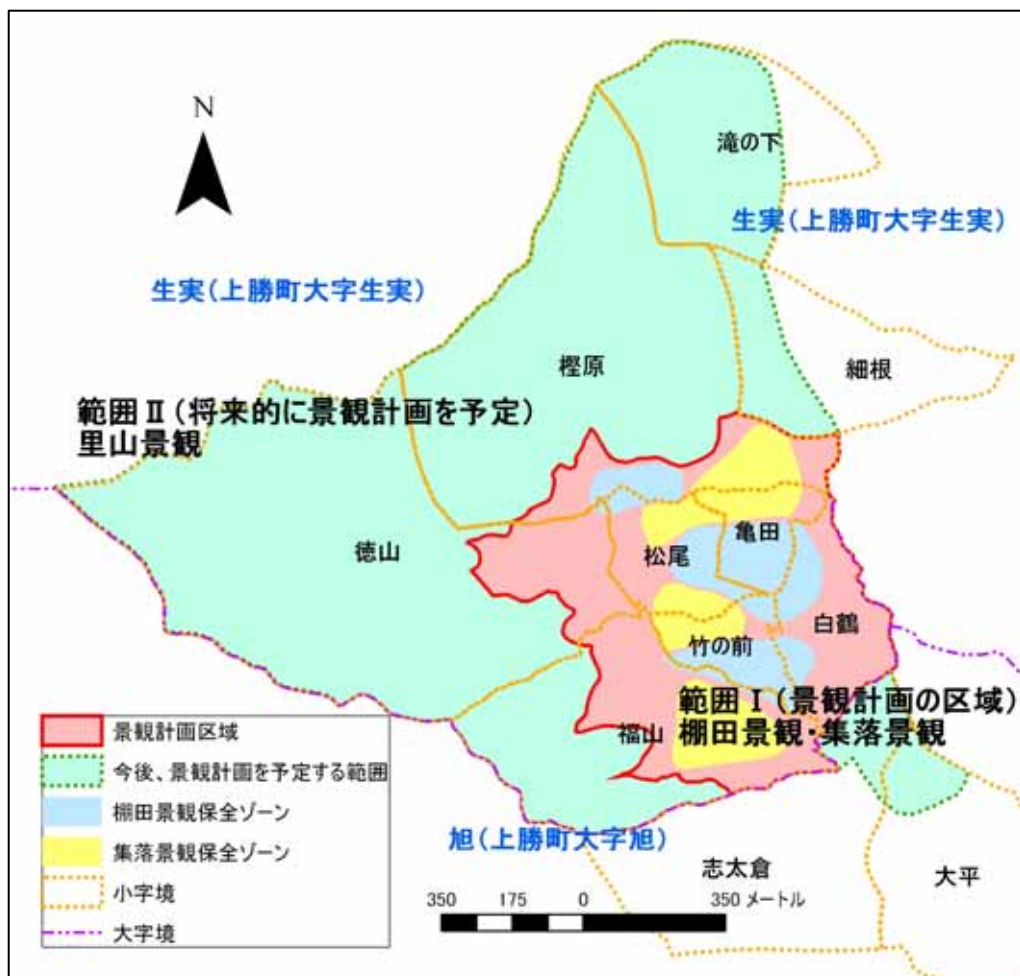 N
滝の下
生実(上勝町大字生実)
生実(上勝町大字生実)
樫原
細根
範囲Ⅱ(将来的に景観計画を予定)
里山景観
亀田
松尾
徳山
白鶴
竹の前
範囲Ⅰ(景観計画の区域)
棚田景観・集落景観
福山
景観計画区域
今後、景観計画を予定する範囲
棚田景観保全ゾーン
集落景観保全ゾーン
小字境
大字境
旭(上勝町大字旭)
志太倉
大平
350 175 0 350 メートル